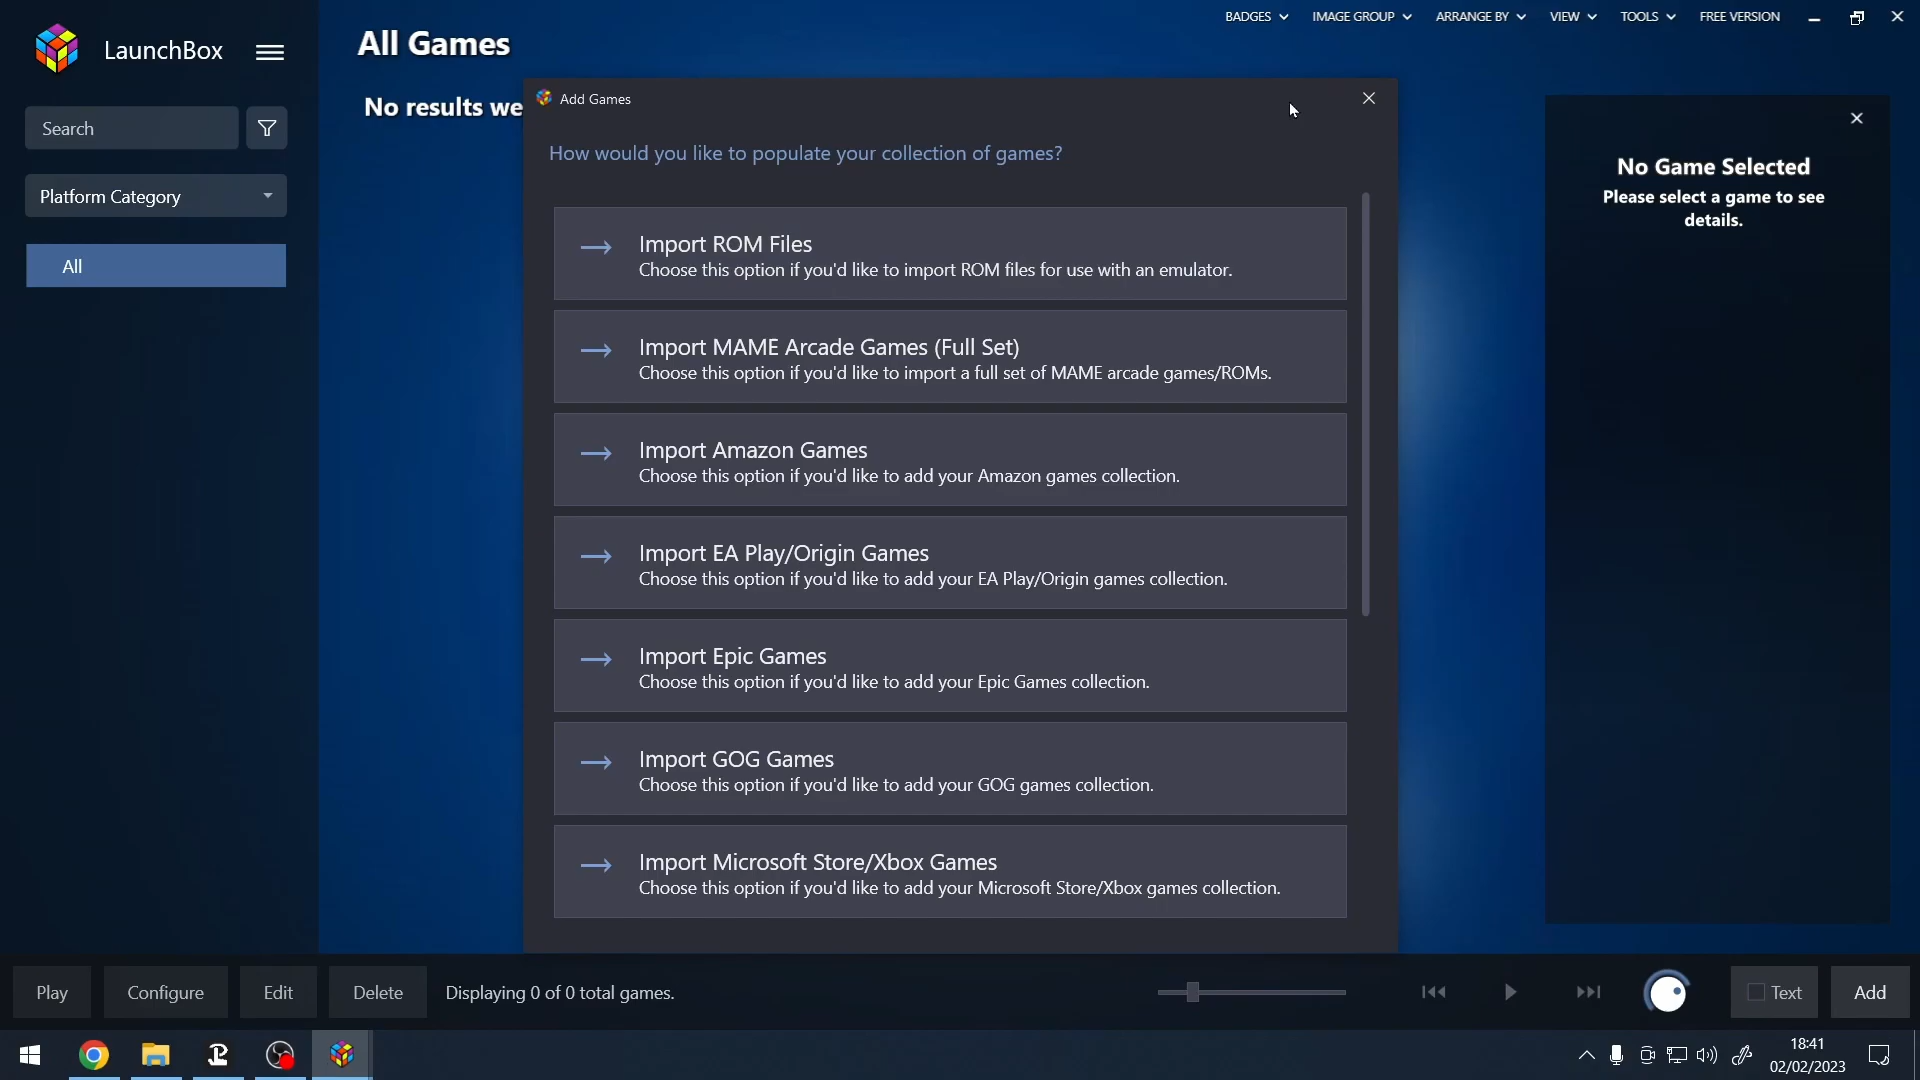 BADGES
IMAGE GROUP
ARRANGE BY
VIEW
TOOLS
FREE VERSION
LaunchBox
All Games
Search
No results we
Platform Category
All
Add Games
How would you like to populate your collection of games?
Import ROM Files
Choose this option if you'd like to import ROM files for use with an emulator.
Import MAME Arcade Games (Full Set)
Choose this option if you'd like to import a full set of MAME arcade games/ROMs.
Import Amazon Games
Choose this option if you'd like to add your Amazon games collection.
Import EA Play/Origin Games
Choose this option if you'd like to add your EA Play/Origin games collection.
Import Epic Games
Choose this option if you'd like to add your Epic Games collection.
Import GOG Games
Choose this option if you'd like to add your GOG games collection.
Import Microsoft Store/Xbox Games
Choose this option if you'd like to add your Microsoft Store/Xbox games collection.
No Game Selected
Please select a game to see
details.
Play
Configure
Edit
Delete
Displaying 0 of 0 total games.
Text
Add
18:41
02/02/2023